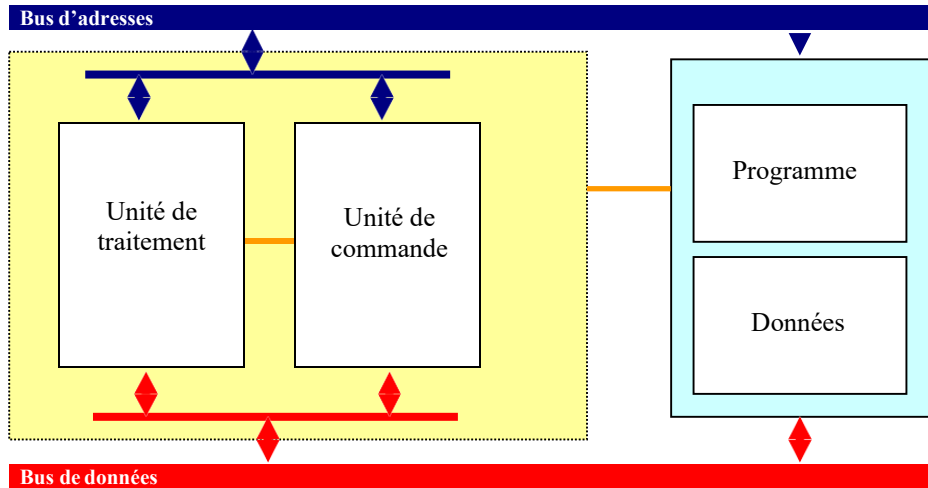 Bus d’adresses
Unité de
traitement
Unité de
commande
Programme
Données
Bus de données